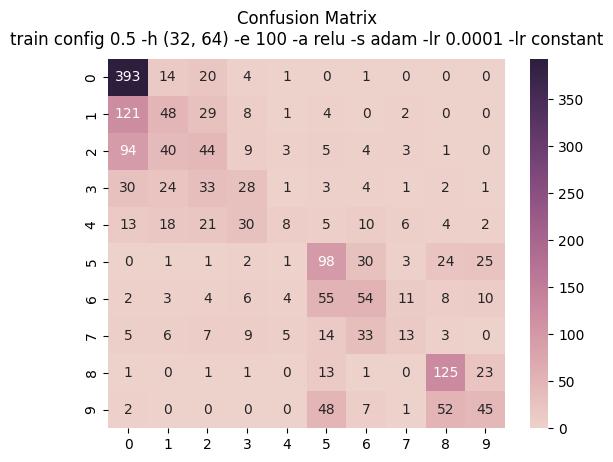 Confusion Matrix
train config 0.5 -h (32, 64) -e 100 -a relu -s adam -lr 0.0001 -lr constant
0 393 14 20 4 1 0 1 0 0 0
1 121 48 29 8 1 4 0 2 0 0
2 94 40 44 9 3 5 4 3 1 0
3 30 24 33 28 1 3 4 1 2 1
4 13 18 21 30 8 5 10 6 4 2
5 0 1 1 2 1 98 30 3 24 25
6 2 3 4 6 4 55 54 11 8 10
7 5 6 7 9 5 14 33 13 3 0
8 1 0 1 1 0 13 1 0 125 23
9 2 0 0 0 0 48 7 1 52 45
0 1 2 3 4 5 6 7 8 9
350
300
250
200
150
100
50
0